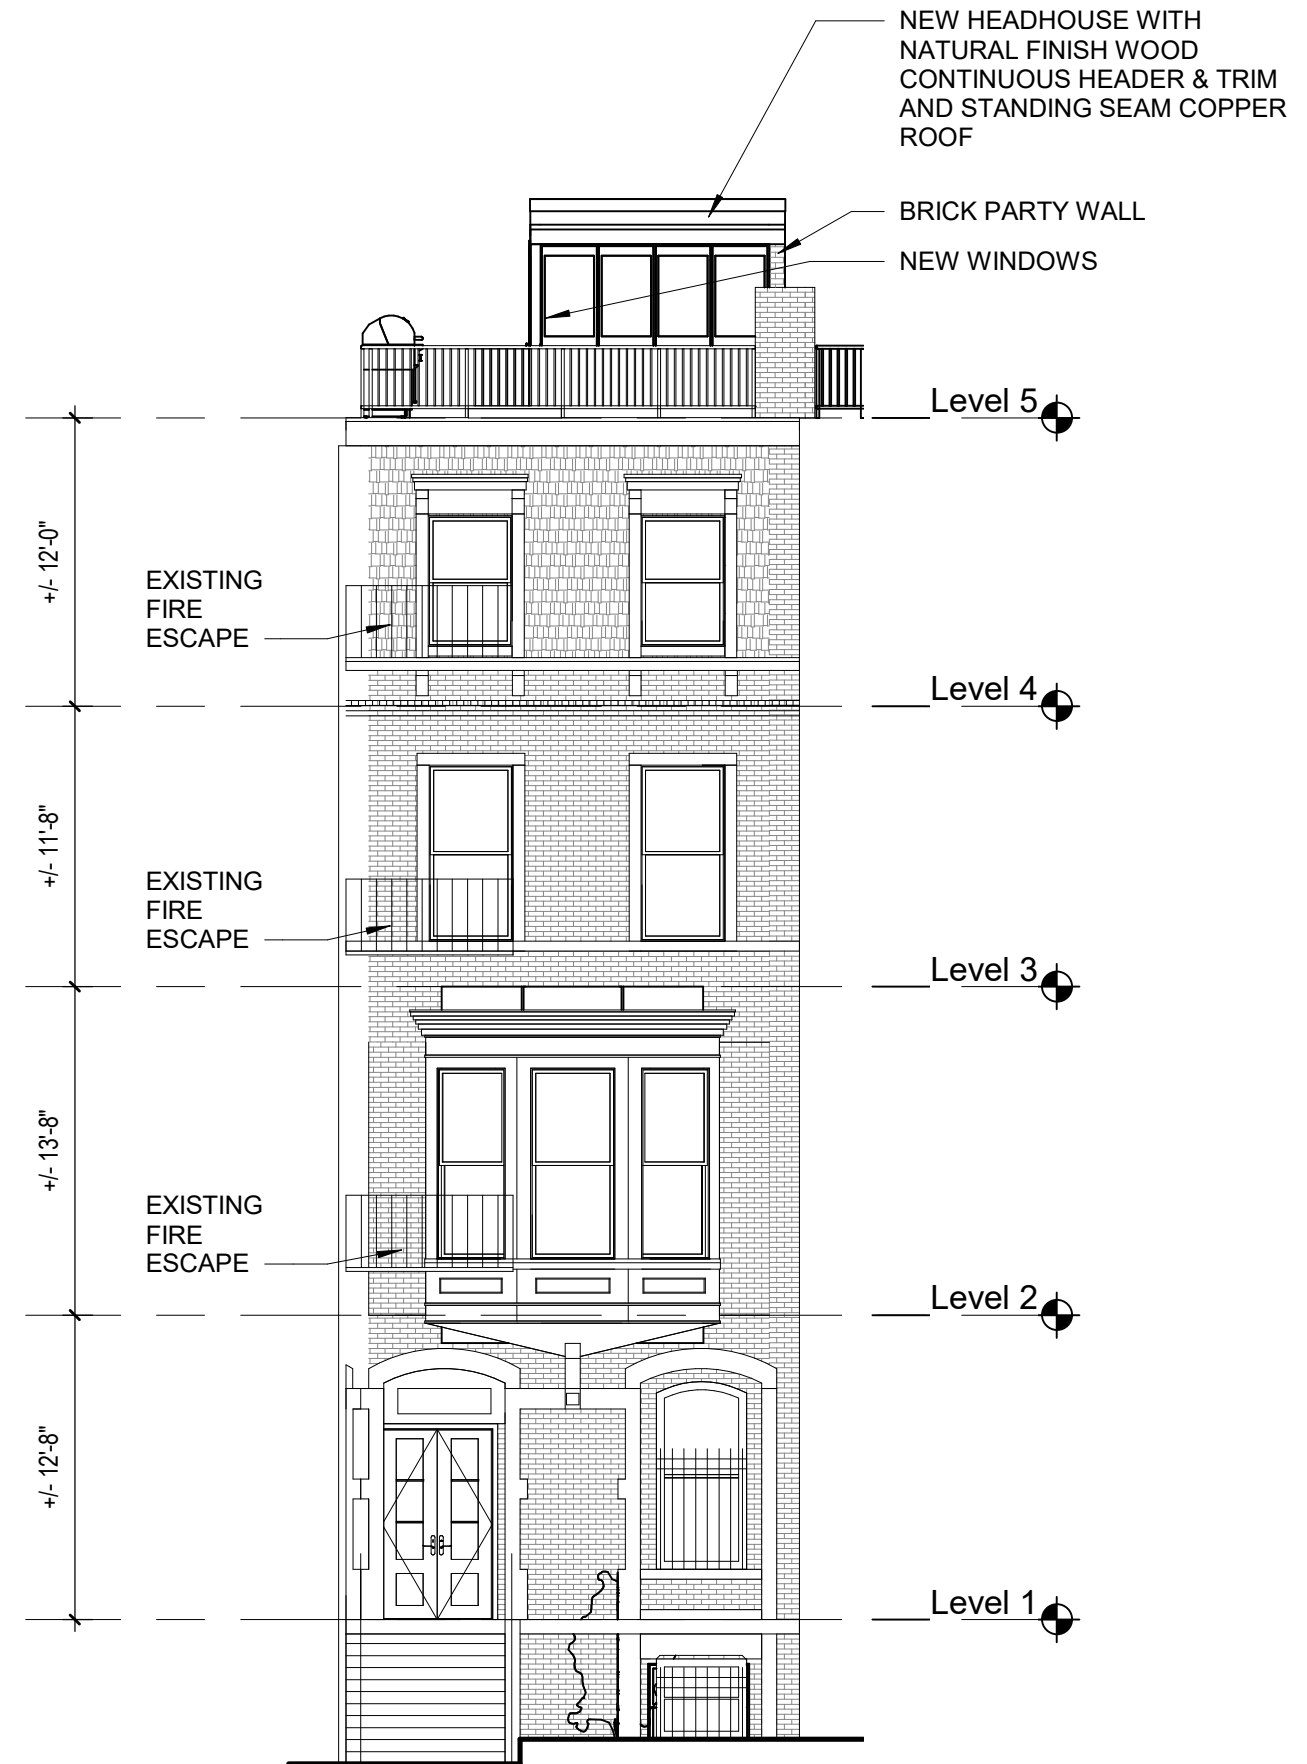 NEW HEADHOUSE WITH
NATURAL FINISH WOOD
CONTINUOUS HEADER & TRIM
AND STANDING SEAM COPPER
ROOF
BRICK PARTY WALL
NEW WINDOWS
Level 5
+/- 12'-0"
EXISTING
FIRE
ESCAPE
Level 4
+/- 11'-8"
EXISTING
FIRE
ESCAPE
Level 3
+/- 13'-8"
EXISTING
FIRE
ESCAPE
Level 2
+/- 12'-8"
Level 1